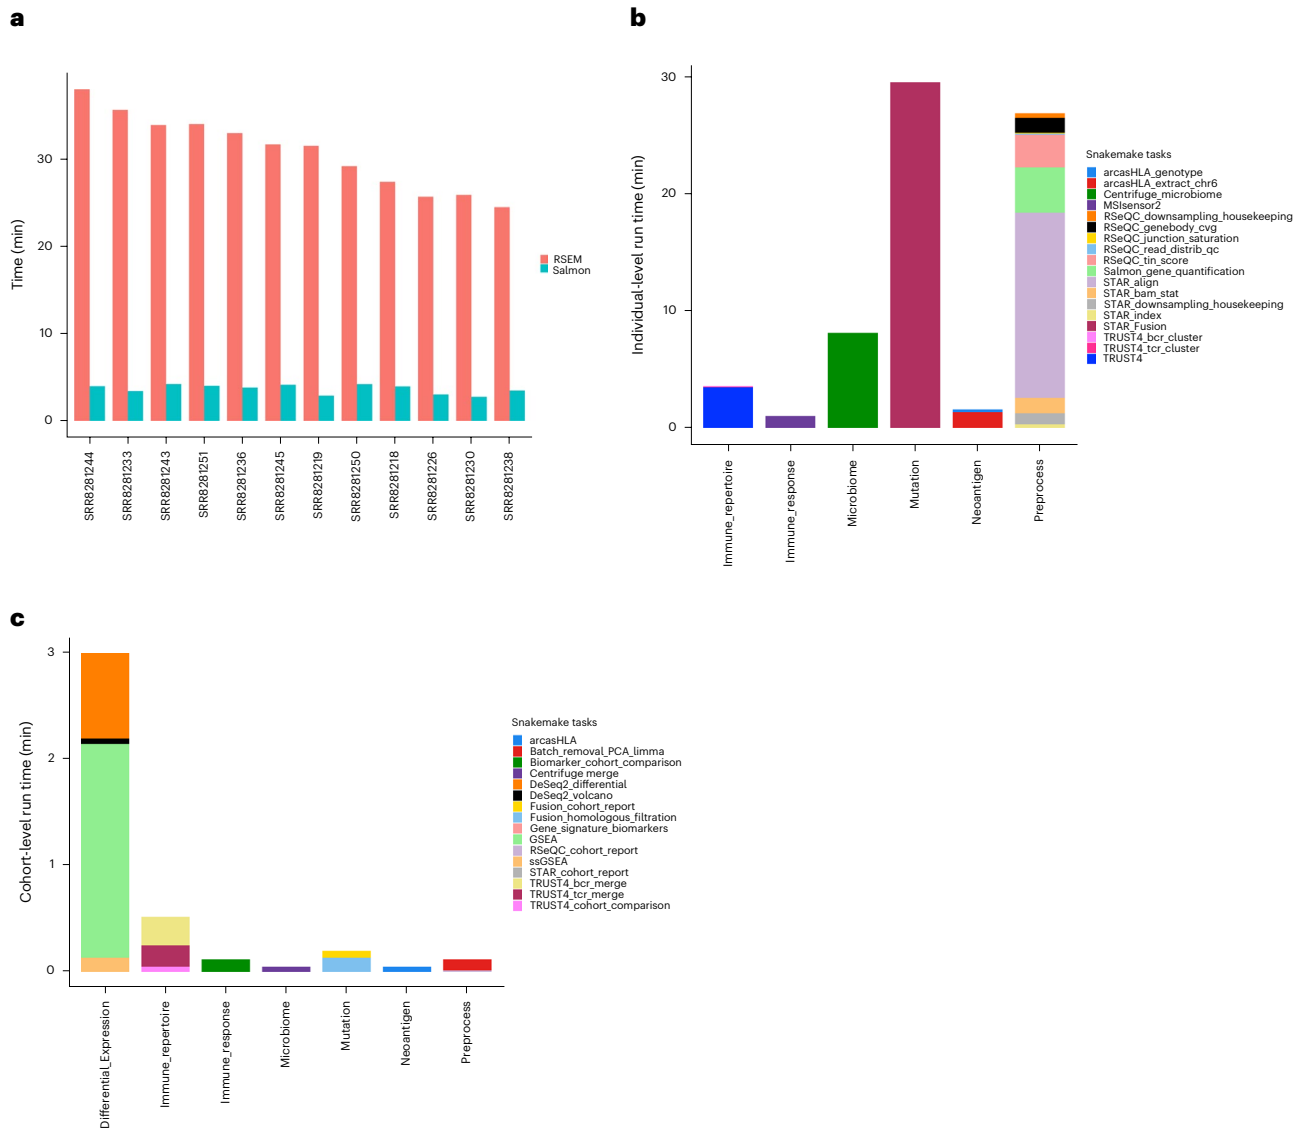 a
Time (min)
30
20
10
0
SRR8281244
SRR8281233
SRR8281243
SRR8281251
SRR8281236
SRR8281245
SRR8281219
SRR8281250
SRR8281218
SRR8281226
SRR8281230
SRR8281238
RSEM
Salmon
b
Individual-level run time (min)
30
20
10
0
Immune_repertoire
Immune_response
Microbiome
Mutation
Neoantigen
Preprocess
Snakemake tasks
arcasHLA_genotype
arcasHLA_extract_chr6
Centrifuge_microbiome
MSIsensor2
RSeQC_downsampling_housekeeping
RSeQC_genebody_cvg
RSeQC_junction_saturation
RSeQC_read_distrib_qc
RSeQC_tin_score
Salmon_gene_quantification
STAR_align
STAR_bam_stat
STAR_downsampling_housekeeping
STAR_index
STAR_Fusion
TRUST4_bcr_cluster
TRUST4_tcr_cluster
TRUST4
c
Cohort-level run time (min)
3
2
1
0
Differential_Expression
Immune_repertoire
Immune_response
Microbiome
Mutation
Neoantigen
Preprocess
Snakemake tasks
arcasHLA
Batch_removal_PCA_limma
Biomarker_cohort_comparison
Centrifuge merge
DeSeq2_differential
DeSeq2_volcano
Fusion_cohort_report
Fusion_homologous_filtration
Gene_signature_biomarkers
GSEA
RSeQC_cohort_report
ssGSEA
STAR_cohort_report
TRUST4_bcr_merge
TRUST4_tcr_merge
TRUST4_cohort_comparison